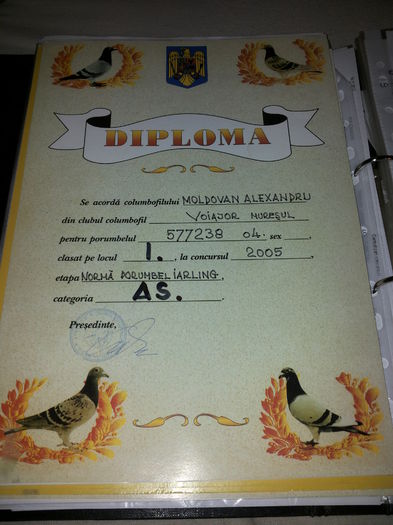 DIPLOMA
Se acordă columbofilului MOLDOVAN ALEXANDRU
din clubul columbofil VOIAJOR MUREȘUL
pentru porumbelul 577238 04. sex
clasat pe locul I. , la concursul 2005 ,
etapa NORMĂ PORUMBEL IARLING ,
categoria AS. .
Președinte,